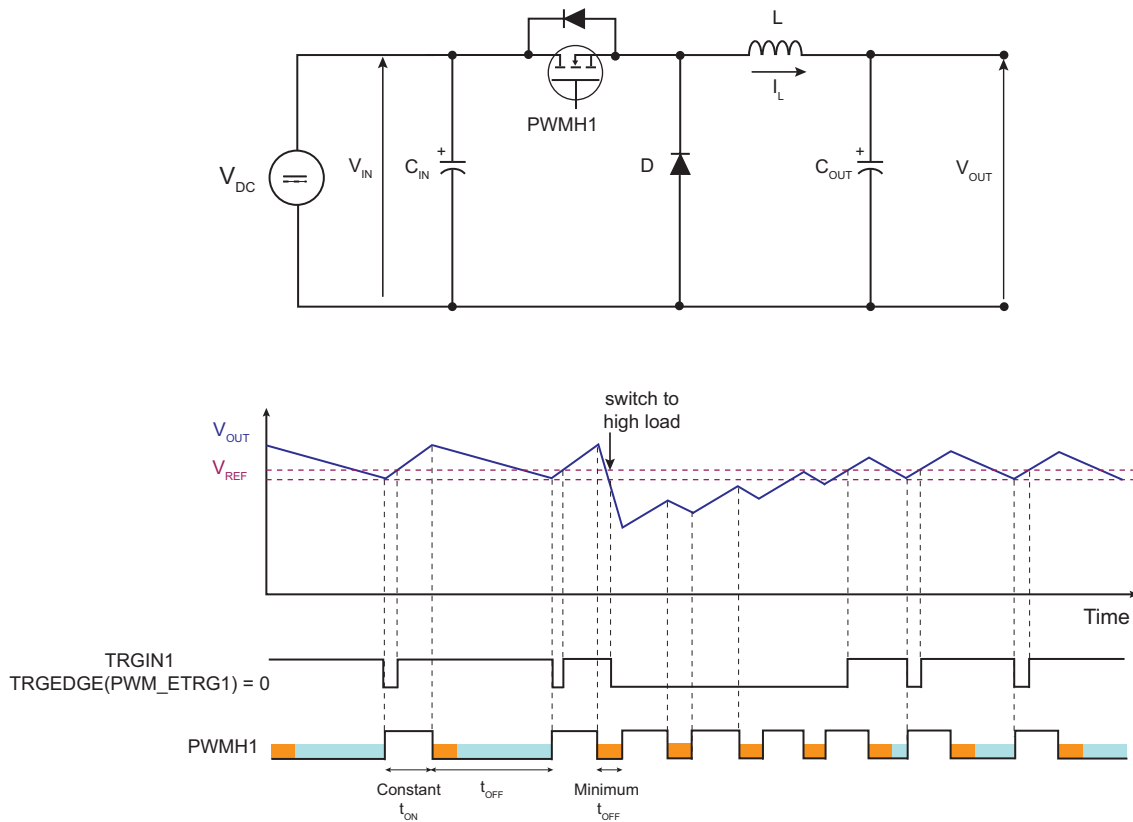 L
I_L
PWMH1
V_DC
V_IN
+
C_IN
D
+
C_OUT
V_OUT
switch to
high load
V_OUT
V_REF
Time
TRGIN1
TRGEDGE(PWM_ETRG1) = 0
PWMH1
Constant
t_ON
t_OFF
Minimum
t_OFF